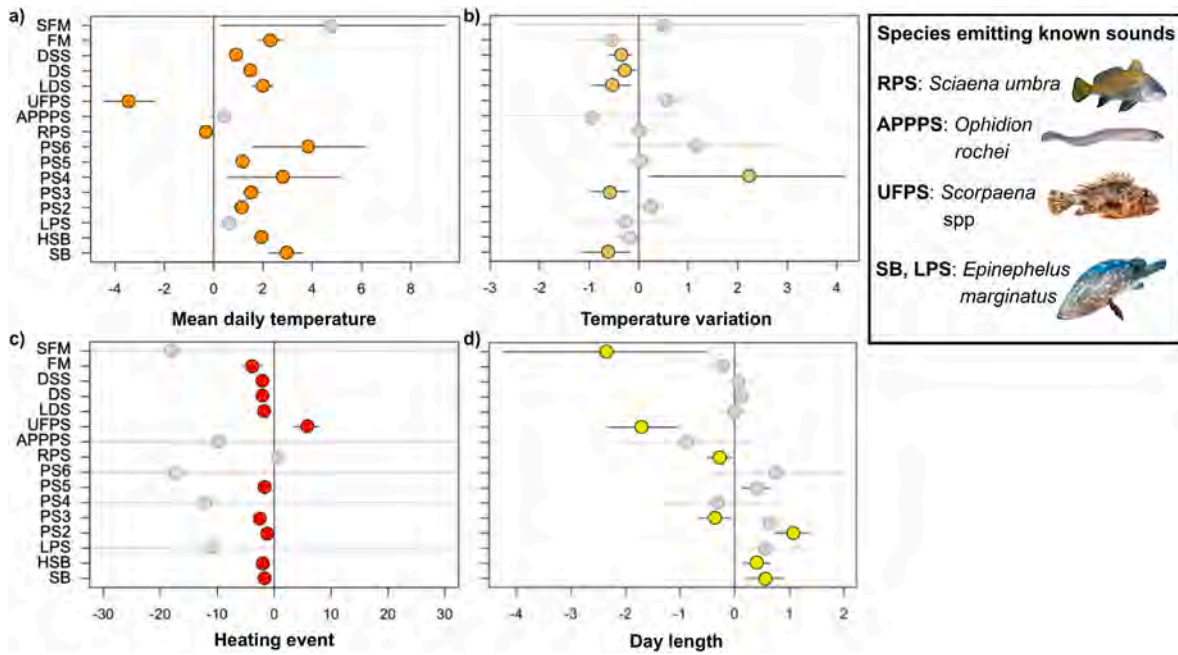 a)
SFM
FM
DSS
DS
LDS
UFPS
APPPS
RPS
PS6
PS5
PS4
PS3
PS2
LPS
HSB
SB
-4 -2 0 2 4 6 8
Mean daily temperature
b)
-2 -1 0 1 2 3 4
Temperature variation
Species emitting known sounds
RPS: Sciaena umbra
APPPS: Ophidion
rochei
UFPS: Scorpaena
spp
SB, LPS: Epinephelus
marginatus
c)
SFM
FM
DSS
DS
LDS
UFPS
APPPS
RPS
PS6
PS5
PS4
PS3
PS2
LPS
HSB
SB
-30 -20 -10 0 10 20 30
Heating event
d)
-4 -3 -2 -1 0 1 2
Day length